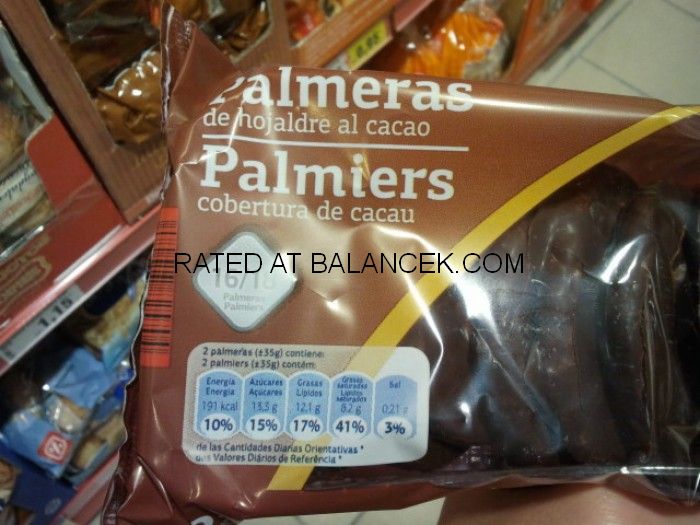 Palmeras
de hojaldre al cacao
Palmiers
cobertura de cacau
RATED AT BALANCEK.COM
16/18
Palmeras
Palmiers
2 palmeras (±35g) contiene:
2 palmiers (±35g) contém:
Energía Azúcares Grasas Grasas saturadas Sal
Energia Açúcares Lípidos Lípidos saturados
191 kcal 13,3 g 12,1 g 8,2 g 0,21 g
10% 15% 17% 41% 3%
de las Cantidades Diarias Orientativas *
dos Valores Diários de Referência *
1.15
DIA